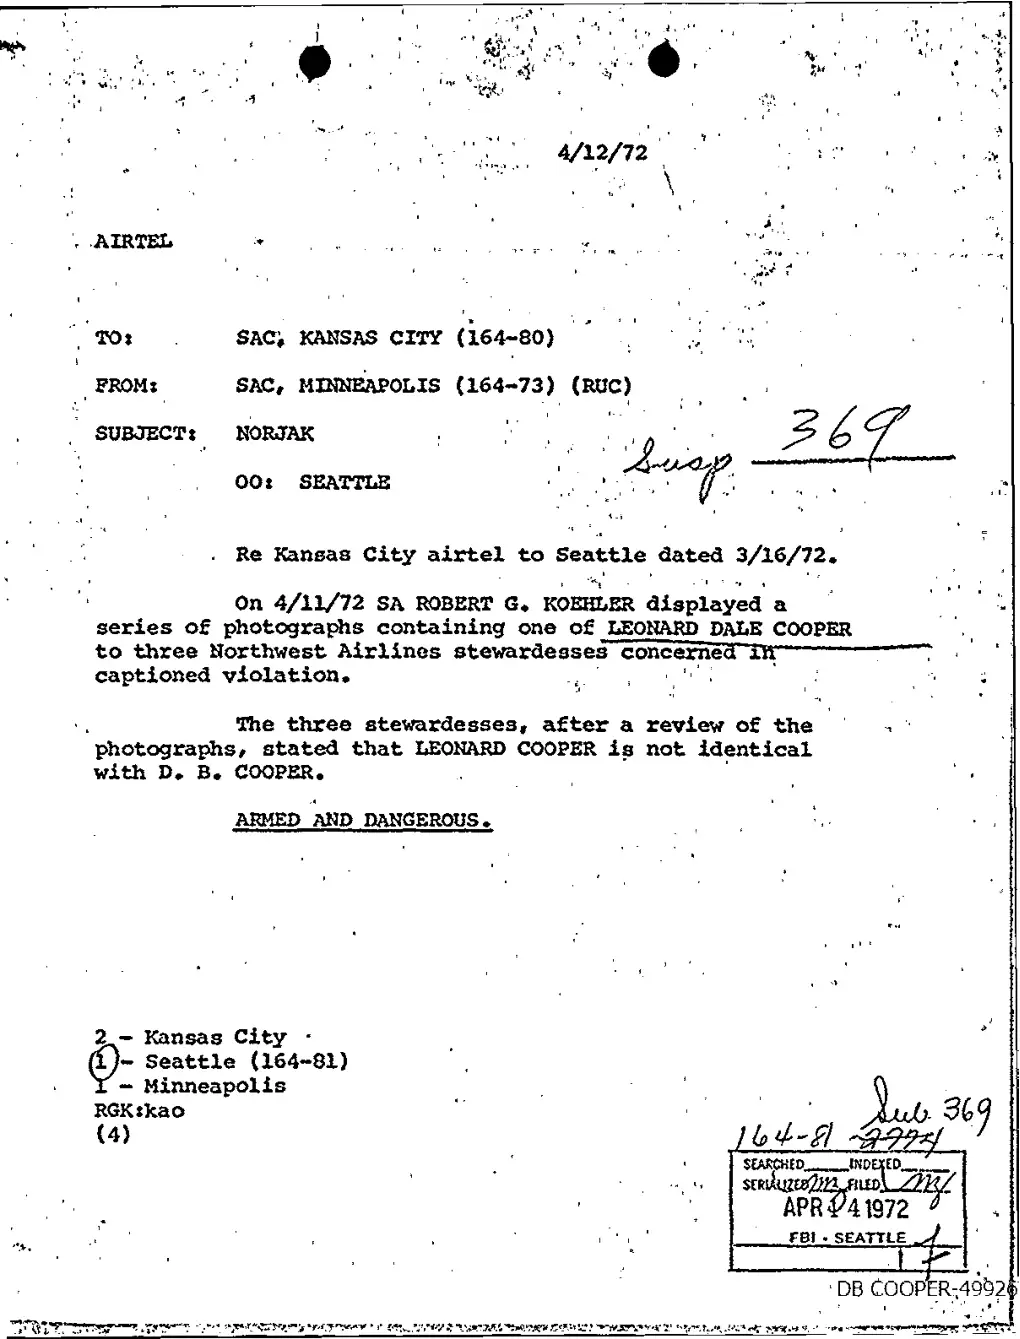 4/12/72
AIRTEL
TO: SAC, KANSAS CITY (164-80)
FROM: SAC, MINNEAPOLIS (164-73) (RUC)
SUBJECT: NORJAK
Susp 369
OO: SEATTLE
Re Kansas City airtel to Seattle dated 3/16/72.
On 4/11/72 SA ROBERT G. KOEHLER displayed a
series of photographs containing one of LEONARD DALE COOPER
to three Northwest Airlines stewardesses concerned in
captioned violation.
The three stewardesses, after a review of the
photographs, stated that LEONARD COOPER is not identical
with D. B. COOPER.
ARMED AND DANGEROUS.
2 - Kansas City
1 - Seattle (164-81)
1 - Minneapolis
RGK:kao
(4)
Sub 369
164-81
SEARCHED INDEXED
SERIALIZED FILED
APR 1972
FBI - SEATTLE
DB COOPER-49926